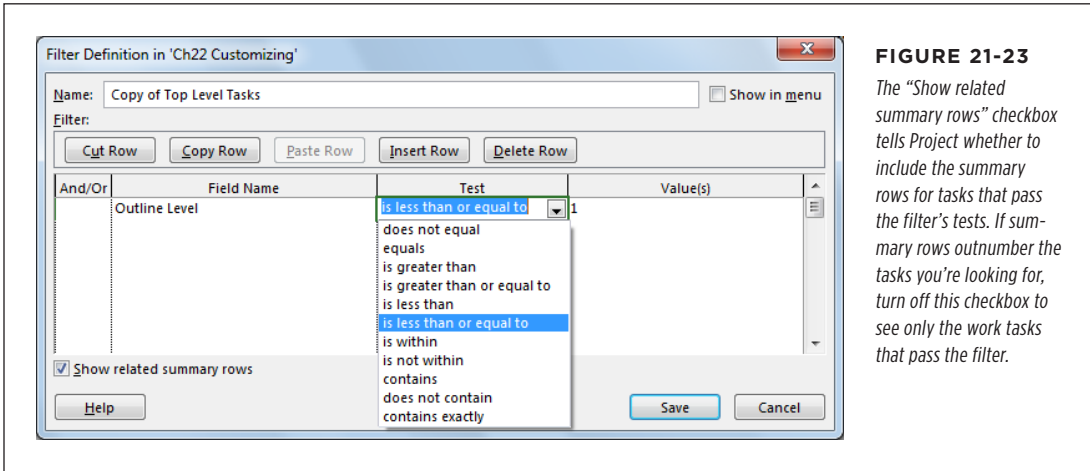 Filter Definition in 'Ch22 Customizing'
Name: Copy of Top Level Tasks
Show in menu
Filter:
Cut Row Copy Row Paste Row Insert Row Delete Row
And/Or Field Name Test Value(s)
Outline Level is less than or equal to 1
does not equal
equals
is greater than
is greater than or equal to
is less than
is less than or equal to
is within
is not within
contains
does not contain
contains exactly
Show related summary rows
Help Save Cancel
FIGURE 21-23
The “Show related
summary rows” checkbox
tells Project whether to
include the summary
rows for tasks that pass
the filter’s tests. If sum-
mary rows outnumber the
tasks you’re looking for,
turn off this checkbox to
see only the work tasks
that pass the filter.